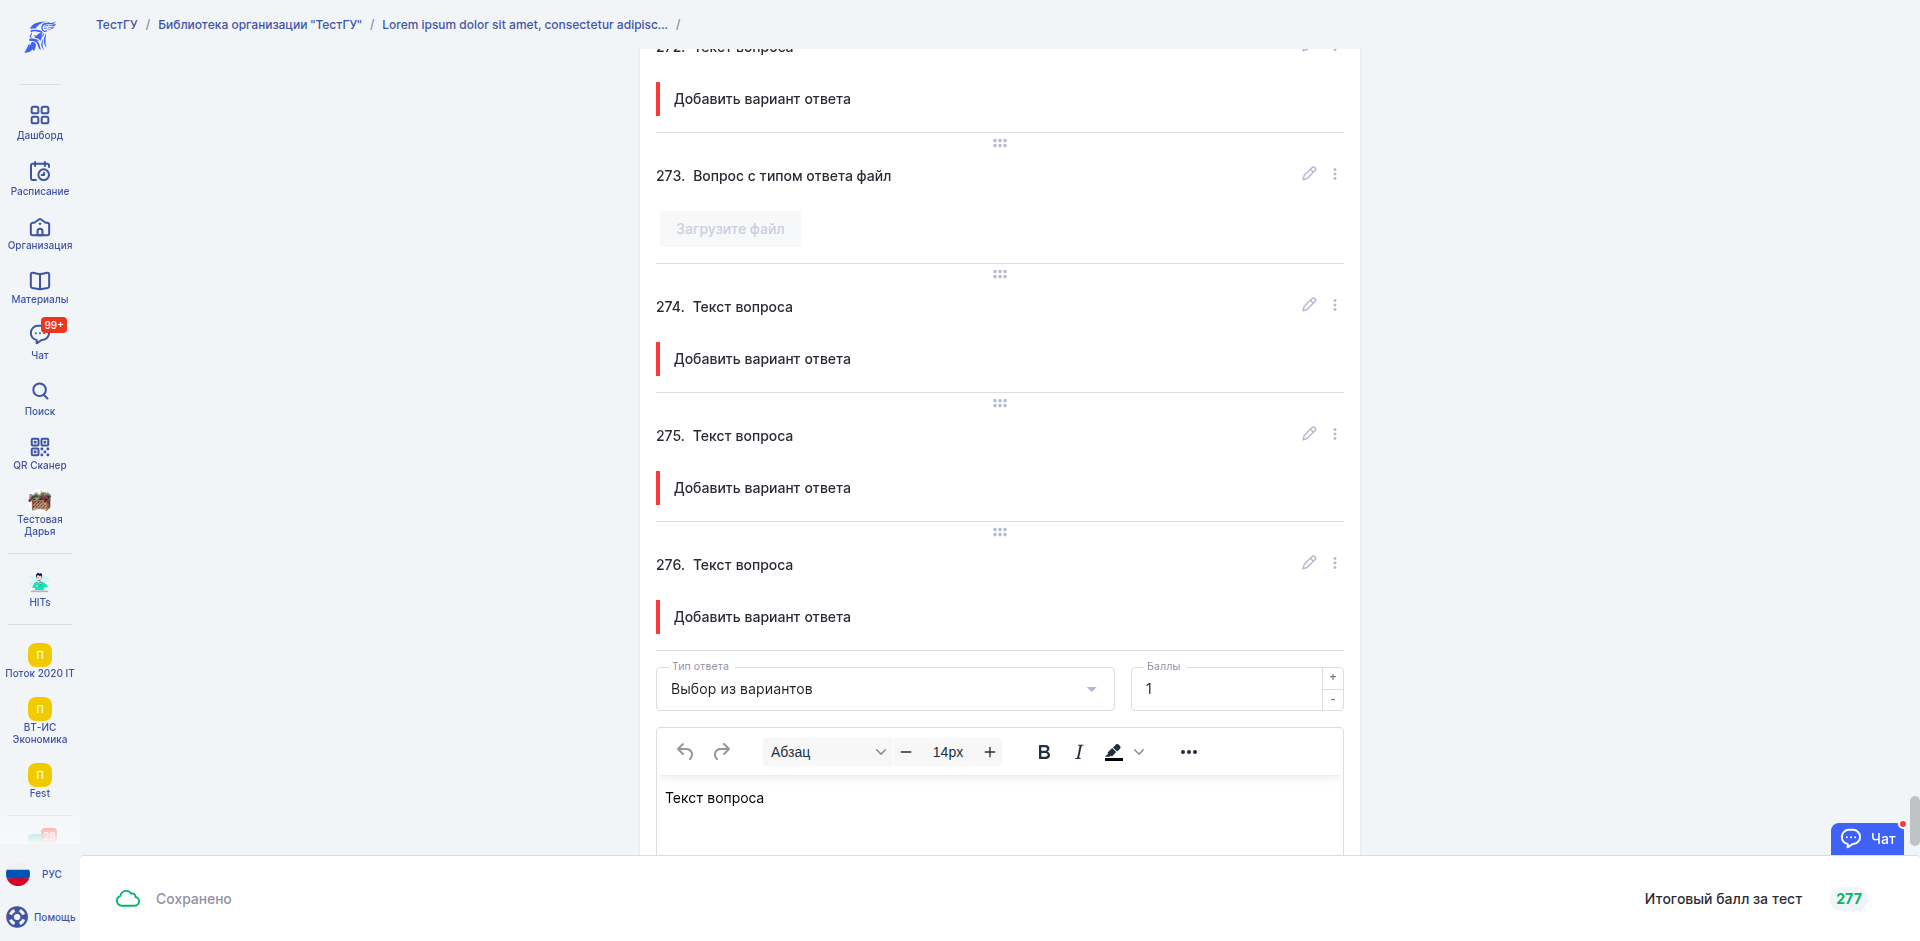 ТестГУ / Библиотека организации "ТестГУ" / Lorem ipsum dolor sit amet, consectetur adipisc... /
Дашборд
Расписание
Организация
Материалы
99+
Чат
Поиск
QR Сканер
Тестовая
Дарья
HITs
П
Поток 2020 IT
П
ВТ-ИС
Экономика
П
Fest
28
РУС
Помощь
272. Текст вопроса
Добавить вариант ответа
273. Вопрос с типом ответа файл
Загрузите файл
274. Текст вопроса
Добавить вариант ответа
275. Текст вопроса
Добавить вариант ответа
276. Текст вопроса
Добавить вариант ответа
Тип ответа
Выбор из вариантов
Баллы
1
+
-
Абзац
14px
B I
Текст вопроса
Чат
Сохранено
Итоговый балл за тест 277